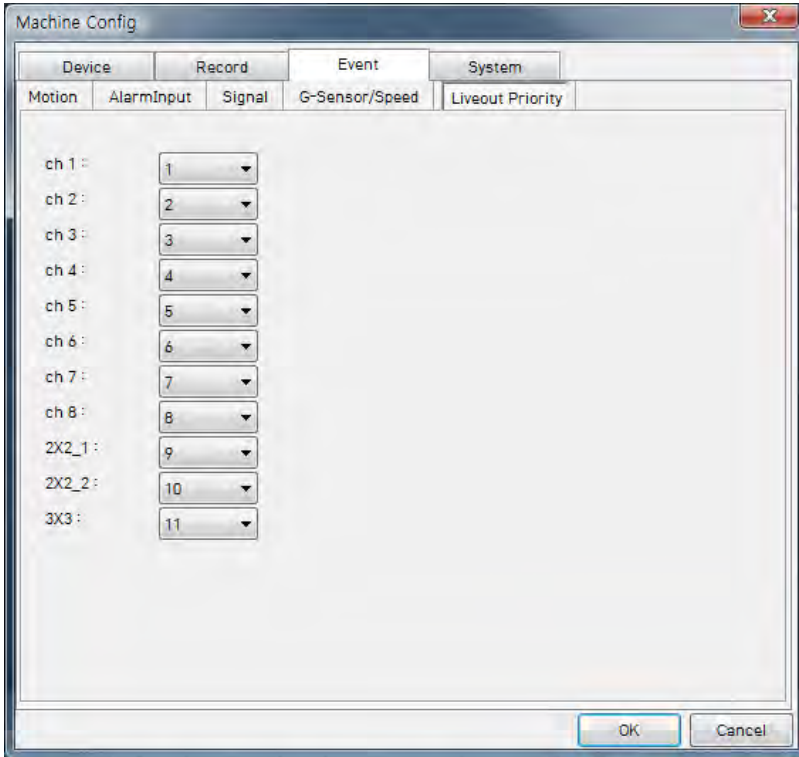 Machine Config
Device Record Event System
Motion AlarmInput Signal G-Sensor/Speed Liveout Priority
ch 1 : 1
ch 2 : 2
ch 3 : 3
ch 4 : 4
ch 5 : 5
ch 6 : 6
ch 7 : 7
ch 8 : 8
2X2_1 : 9
2X2_2 : 10
3X3 : 11
OK Cancel